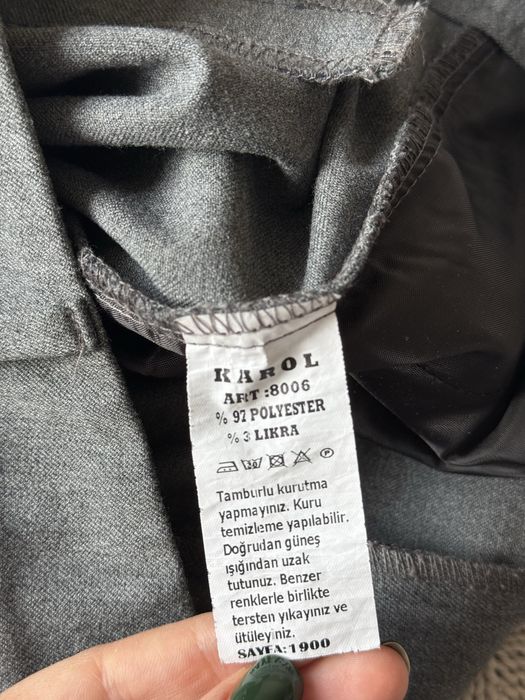 KAROL
ART:8006
% 97 POLYESTER
% 3 LIKRA
30 P
Tamburlu kurutma
yapmayınız. Kuru
temizleme yapılabilir.
Doğrudan güneş
ışığından uzak
tutunuz. Benzer
renklerle birlikte
tersten yıkayınız ve
ütüleyiniz.
SAYFA:1900